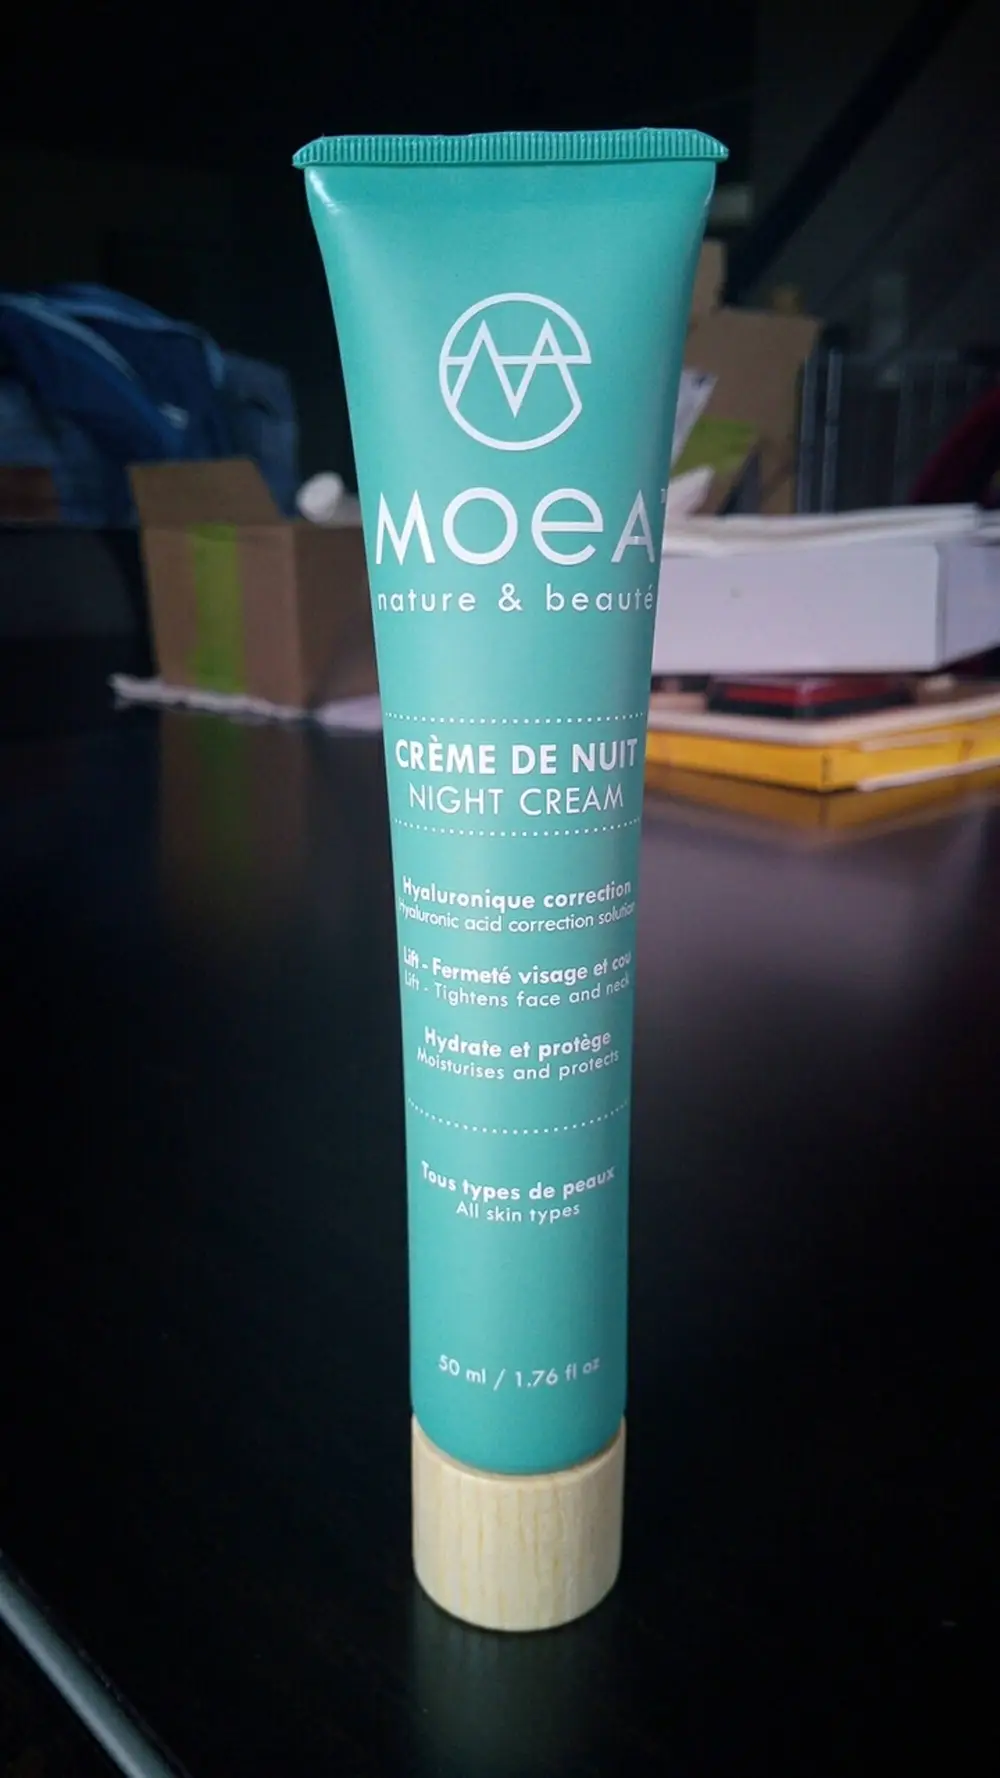 MOeA
nature & beauté
CRÈME DE NUIT
NIGHT CREAM
Hyaluronique correction
Hyaluronic acid correction solution
Lift - Fermeté visage et cou
Lift - Tightens face and neck
Hydrate et protège
Moisturises and protects
Tous types de peaux
All skin types
50 ml / 1.76 fl oz